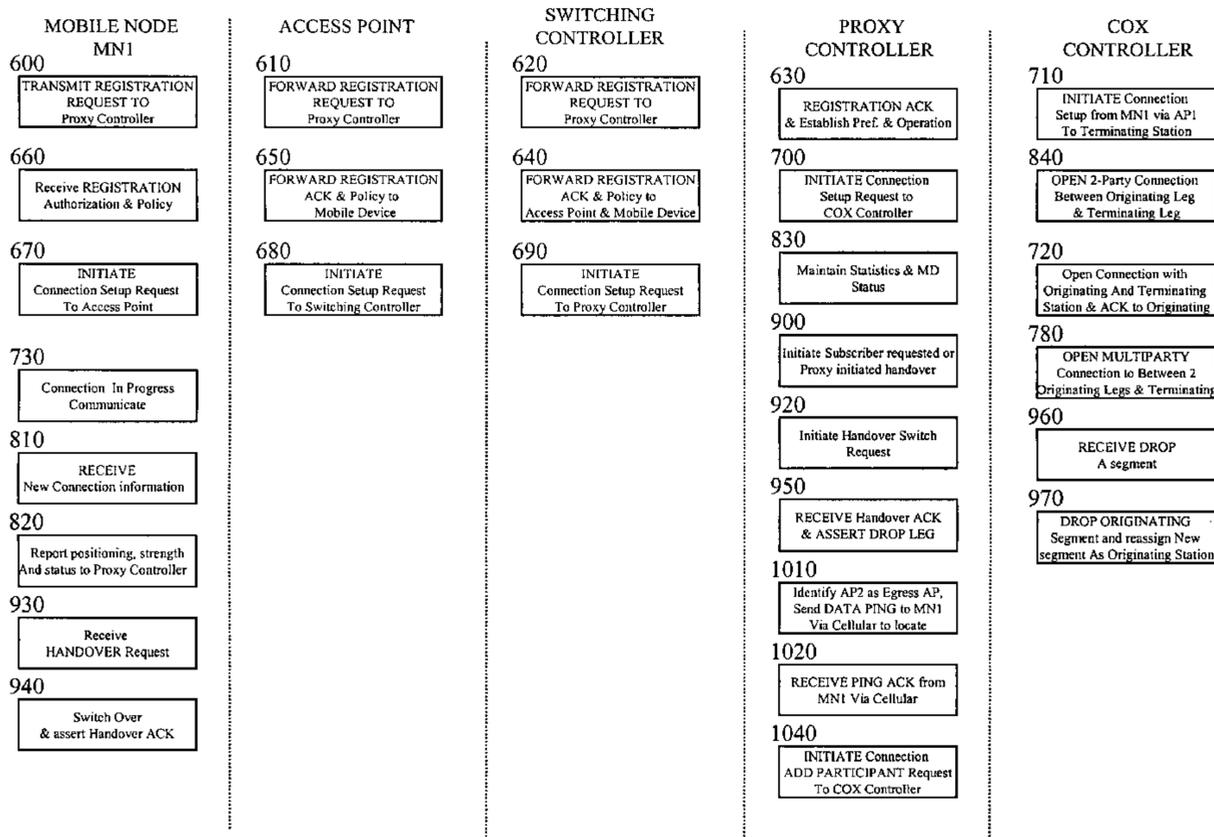 MOBILE NODE
MN1
600
TRANSMIT REGISTRATION
REQUEST TO
Proxy Controller
660
Receive REGISTRATION
Authorization & Policy
670
INITIATE
Connection Setup Request
To Access Point
730
Connection In Progress
Communicate
810
RECEIVE
New Connection information
820
Report positioning, strength
And status to Proxy Controller
930
Receive
HANDOVER Request
940
Switch Over
& assert Handover ACK
ACCESS POINT
610
FORWARD REGISTRATION
REQUEST TO
Proxy Controller
650
FORWARD REGISTRATION
ACK & Policy to
Mobile Device
680
INITIATE
Connection Setup Request
To Switching Controller
SWITCHING
CONTROLLER
620
FORWARD REGISTRATION
REQUEST TO
Proxy Controller
640
FORWARD REGISTRATION
ACK & Policy to
Access Point & Mobile Device
690
INITIATE
Connection Setup Request
To Proxy Controller
PROXY
CONTROLLER
630
REGISTRATION ACK
& Establish Pref. & Operation
700
INITIATE Connection
Setup Request to
COX Controller
830
Maintain Statistics & MD
Status
900
Initiate Subscriber requested or
Proxy initiated handover
920
Initiate Handover Switch
Request
950
RECEIVE Handover ACK
& ASSERT DROP LEG
1010
Identify AP2 as Egress AP,
Send DATA PING to MN1
Via Cellular to locate
1020
RECEIVE PING ACK from
MN1 Via Cellular
1040
INITIATE Connection
ADD PARTICIPANT Request
To COX Controller
COX
CONTROLLER
710
INITIATE Connection
Setup from MN1 via AP1
To Terminating Station
840
OPEN 2-Party Connection
Between Originating Leg
& Terminating Leg
720
Open Connection with
Originating And Terminating
Station & ACK to Originating
780
OPEN MULTIPARTY
Connection to Between 2
Originating Legs & Terminating
960
RECEIVE DROP
A segment
970
DROP ORIGINATING
Segment and reassign New
segment As Originating Station